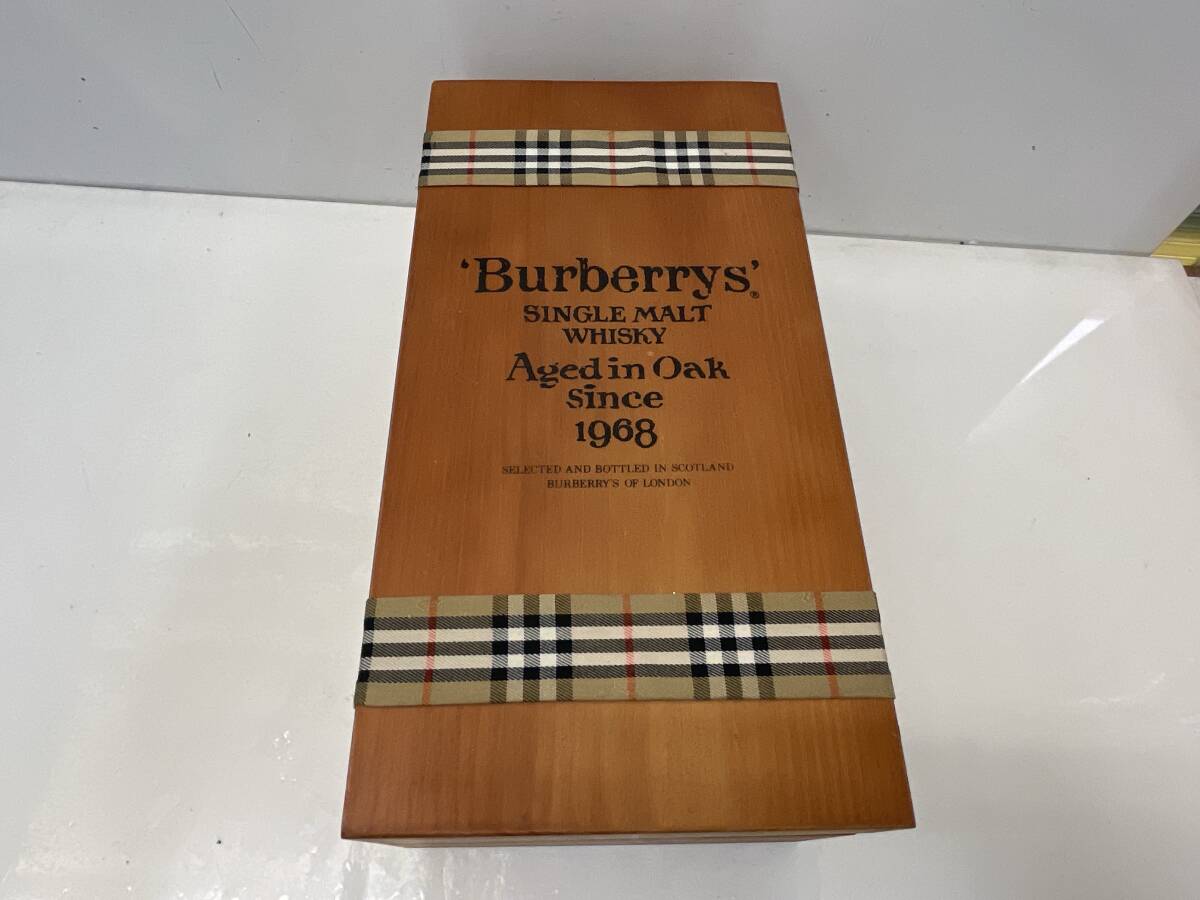 ‘Burberrys’®
SINGLE MALT
WHISKY
Aged in Oak
Since
1968
SELECTED AND BOTTLED IN SCOTLAND
BURBERRY'S OF LONDON